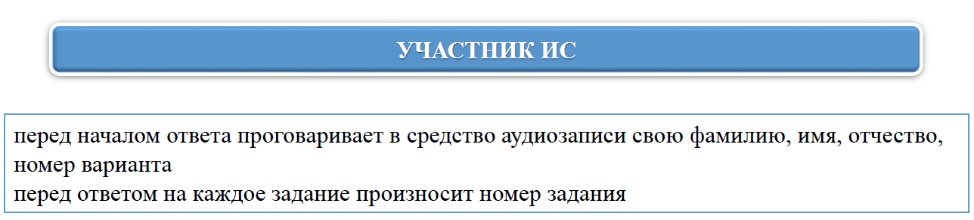 УЧАСТНИК ИС
перед началом ответа проговаривает в средство аудиозаписи свою фамилию, имя, отчество,
номер варианта
перед ответом на каждое задание произносит номер задания